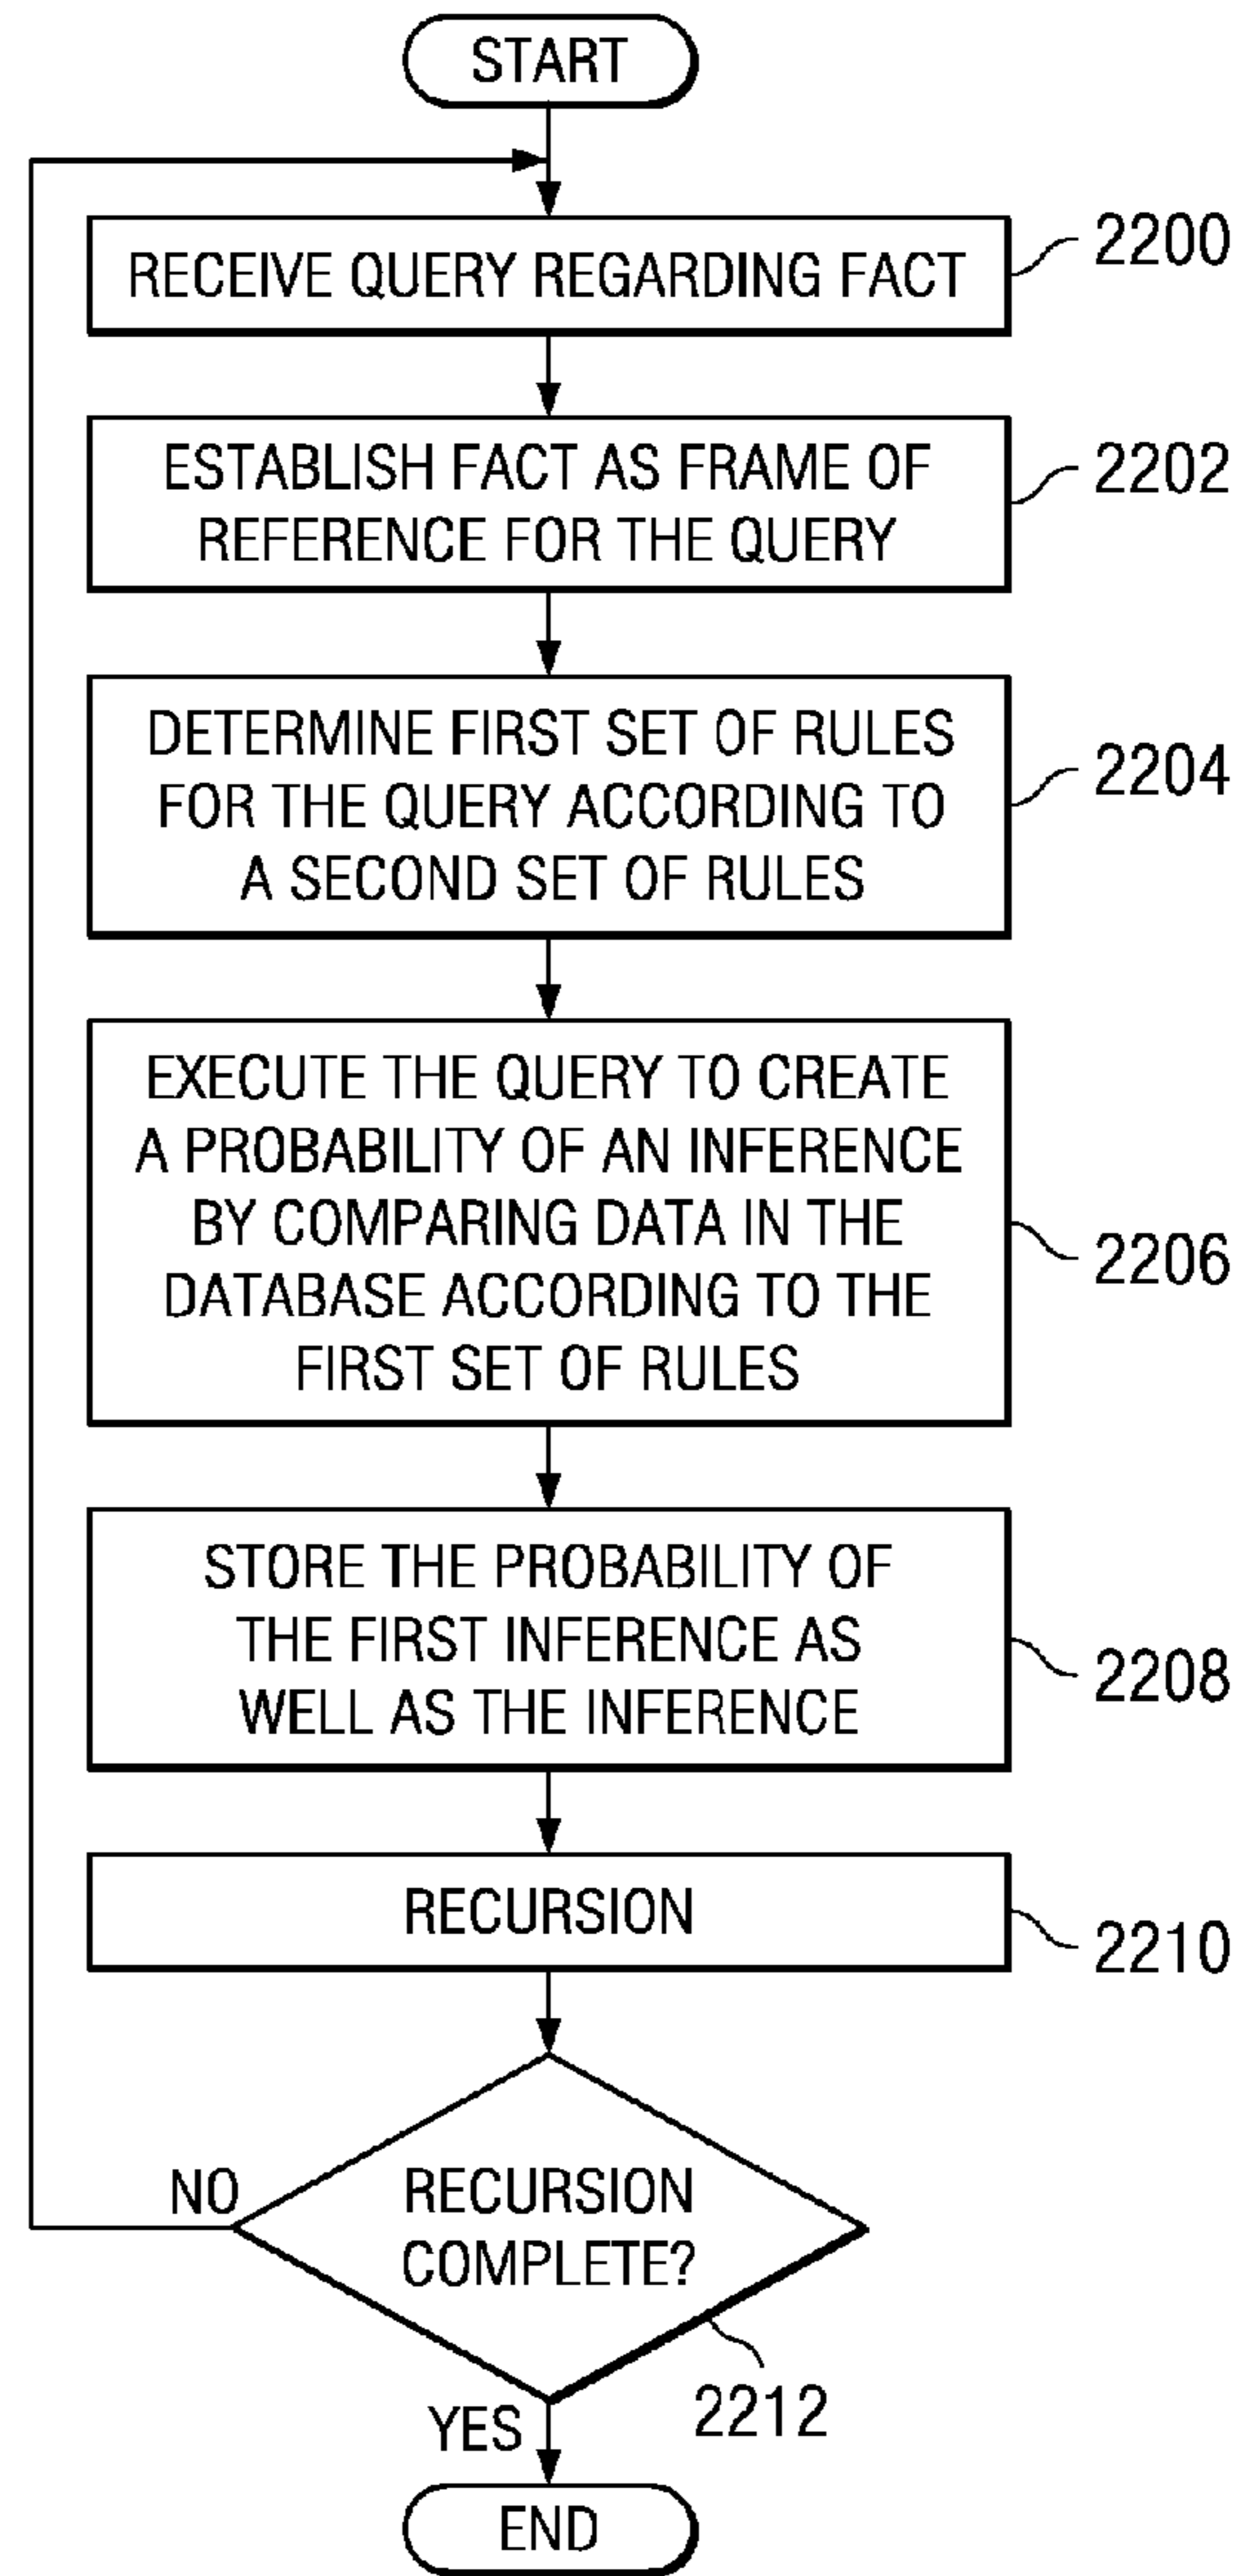 START
RECEIVE QUERY REGARDING FACT
2200
ESTABLISH FACT AS FRAME OF
REFERENCE FOR THE QUERY
2202
DETERMINE FIRST SET OF RULES
FOR THE QUERY ACCORDING TO
A SECOND SET OF RULES
2204
EXECUTE THE QUERY TO CREATE
A PROBABILITY OF AN INFERENCE
BY COMPARING DATA IN THE
DATABASE ACCORDING TO THE
FIRST SET OF RULES
2206
STORE THE PROBABILITY OF
THE FIRST INFERENCE AS
WELL AS THE INFERENCE
2208
RECURSION
2210
NO
RECURSION
COMPLETE?
2212
YES
END